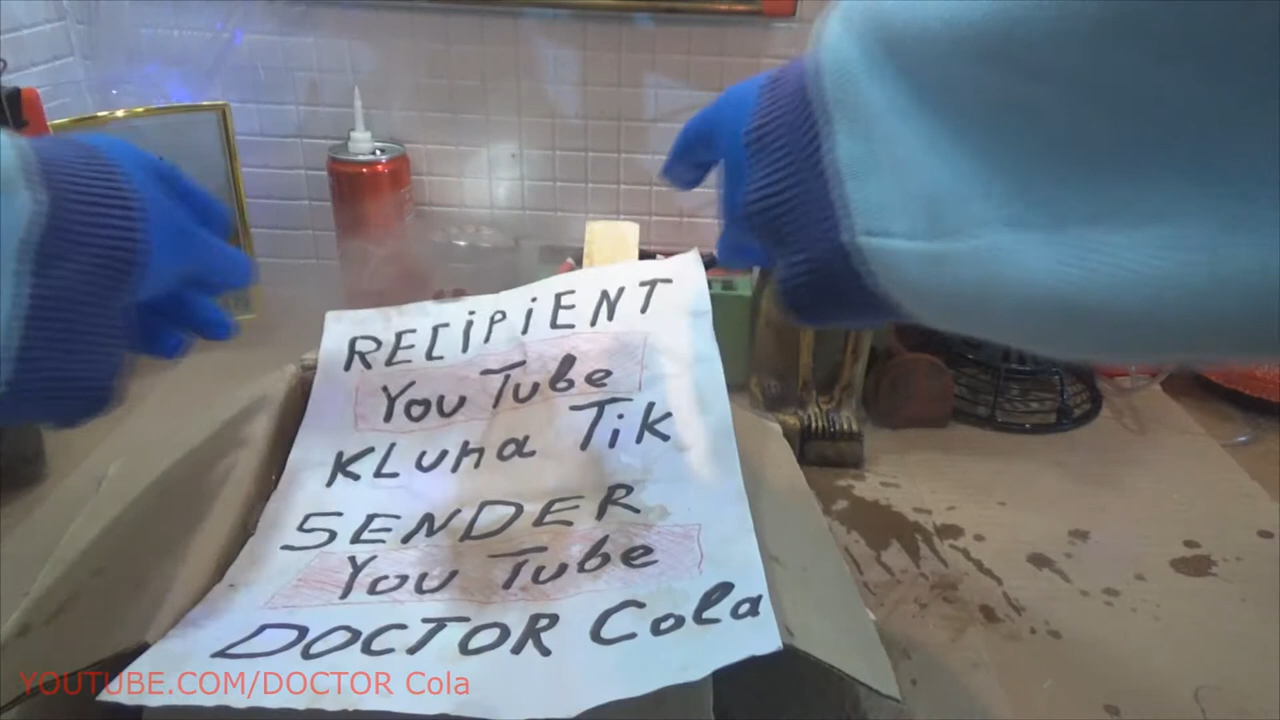 RECiPiENT
You Tube
KLuna Tik
SENDER
You Tube
DOCTOR Cola
YOUTUBE.COM/DOCTOR Cola